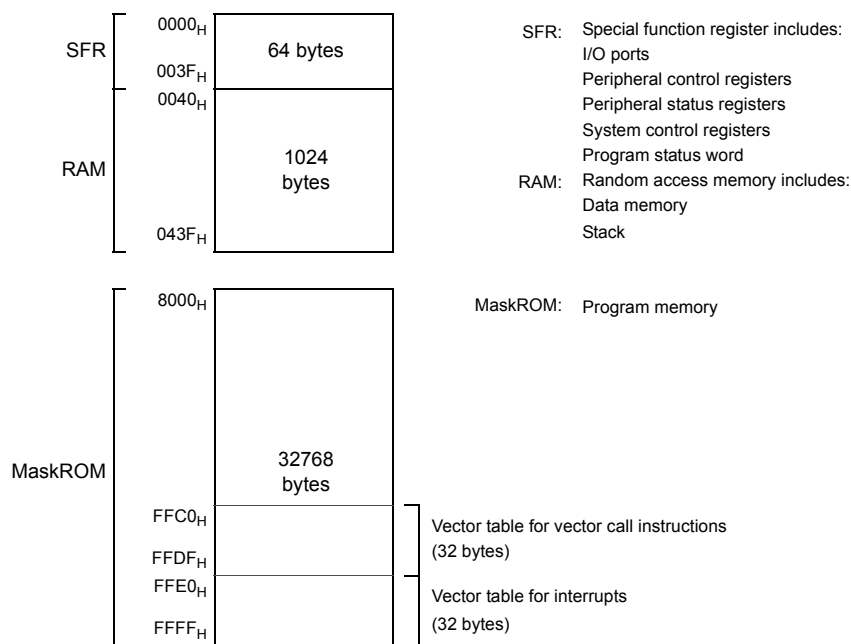 SFR
0000H
64 bytes
003FH
0040H
RAM
1024
bytes
043FH
SFR: Special function register includes:
I/O ports
Peripheral control registers
Peripheral status registers
System control registers
Program status word
RAM: Random access memory includes:
Data memory
Stack
8000H
MaskROM: Program memory
MaskROM
32768
bytes
FFC0H
FFDFH
Vector table for vector call instructions
(32 bytes)
FFE0H
FFFFH
Vector table for interrupts
(32 bytes)